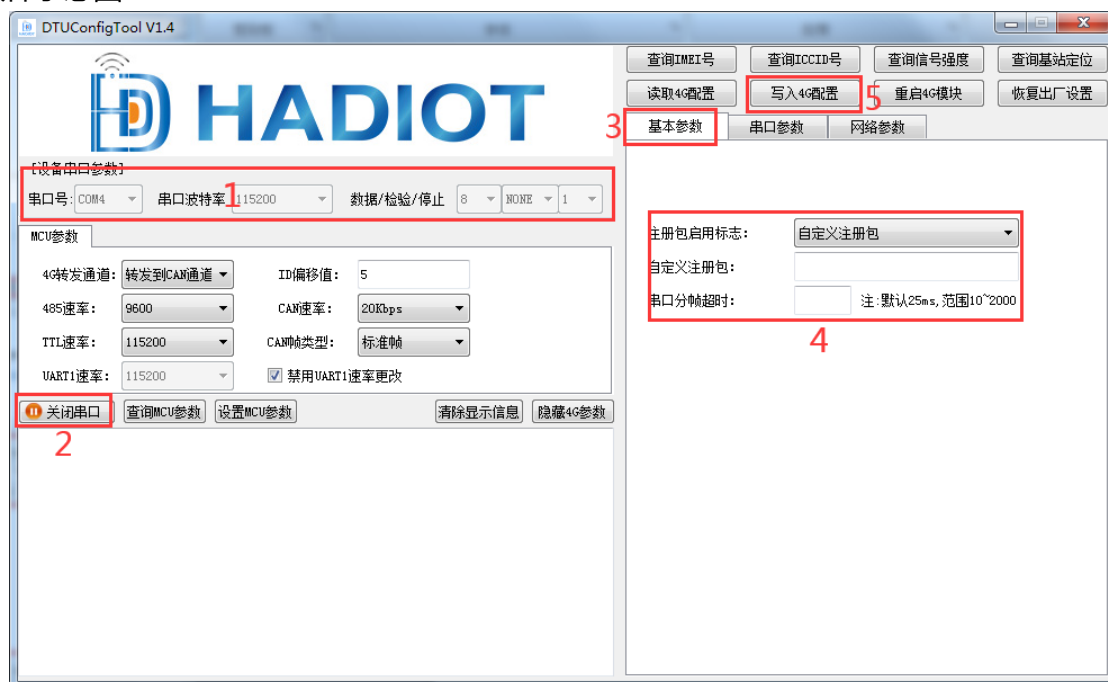 DTUConfigTool V1.4
HADIOT
[设备串口参数]
1
串口号: COM4 串口波特率 115200 数据/检验/停止 8 NONE 1
MCU参数
4G转发通道: 转发到CAN通道 ID偏移值: 5
485速率: 9600 CAN速率: 20Kbps
TTL速率: 115200 CAN帧类型: 标准帧
UART1速率: 115200 禁用UART1速率更改
关闭串口 查询MCU参数 设置MCU参数 清除显示信息 隐藏4G参数
2
查询IMEI号 查询ICCID号 查询信号强度 查询基站定位
读取4G配置 写入4G配置 5 重启4G模块 恢复出厂设置
3 基本参数 串口参数 网络参数
注册包启用标志: 自定义注册包
自定义注册包:
串口分帧超时: 注:默认25ms,范围10~2000
4